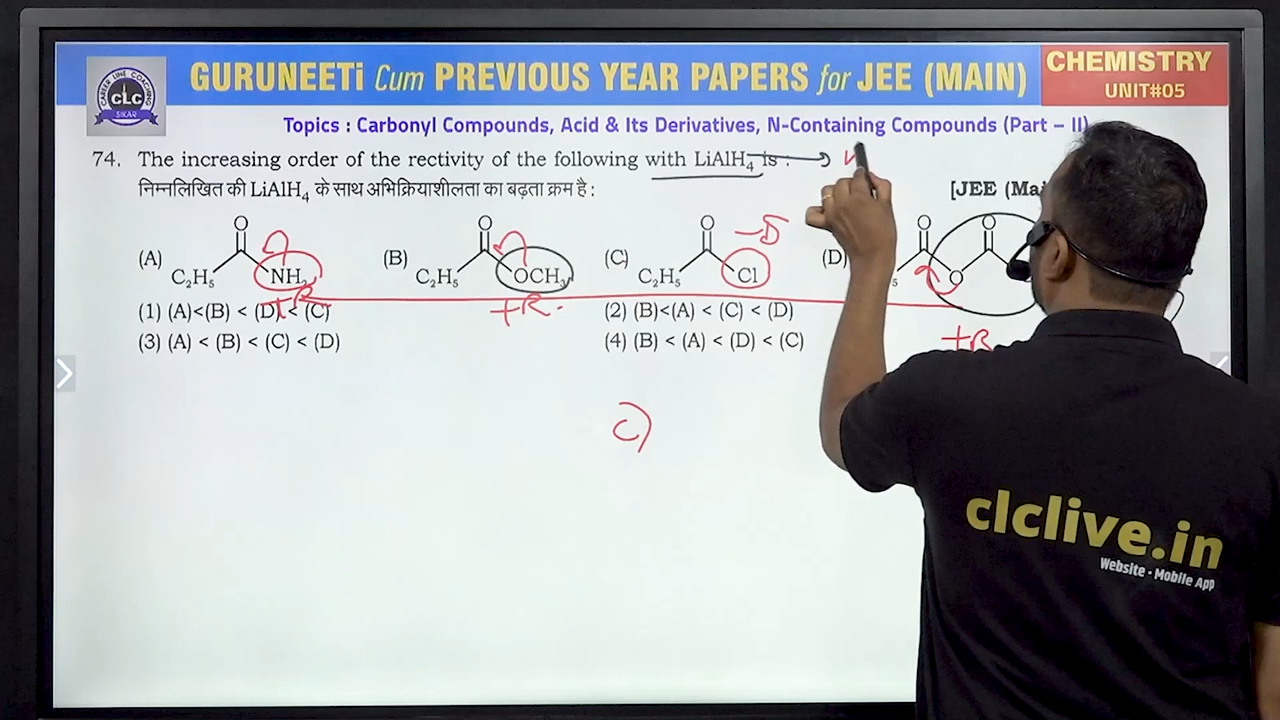 GURUNEETi Cum PREVIOUS YEAR PAPERS for JEE (MAIN)
CHEMISTRY
UNIT#05
CAREER LINE COACHING
CLC
SIKAR
Topics : Carbonyl Compounds, Acid & Its Derivatives, N-Containing Compounds (Part – II)
74. The increasing order of the rectivity of the following with LiAlH₄ is :
निम्नलिखित की LiAlH₄ के साथ अभिक्रियाशीलता का बढ़ता क्रम है :
[JEE (Mai
(A) C₂H₅ O NH₂ +R
(B) C₂H₅ O OCH₃ +R
(C) C₂H₅ O Cl
(D) O O O +R
(1) (A)<(B) < (D) < (C)
(2) (B)<(A) < (C) < (D)
(3) (A) < (B) < (C) < (D)
(4) (B) < (A) < (D) < (C)
C)
clclive.in
Website • Mobile App